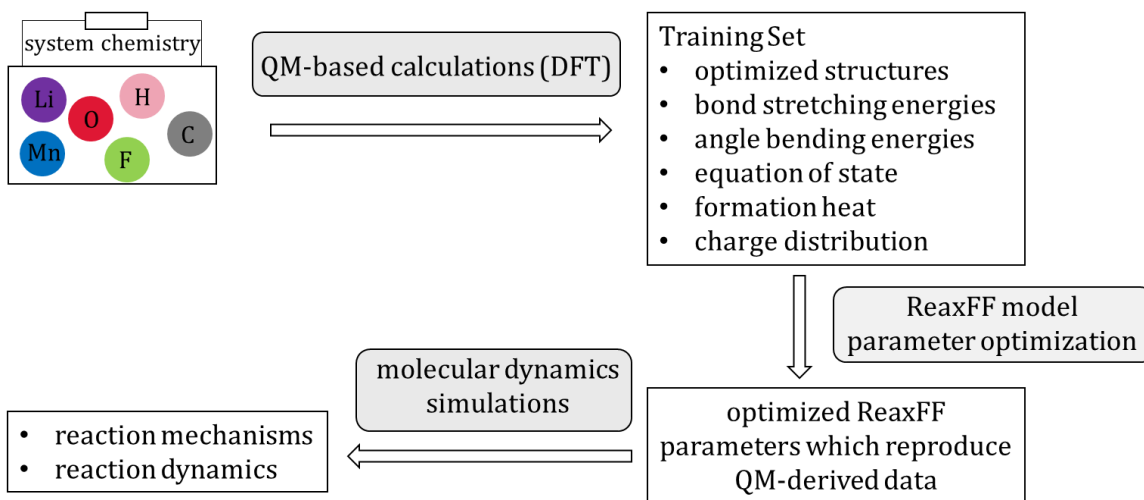 system chemistry
Li
H
O
C
Mn
F
QM-based calculations (DFT)
Training Set
• optimized structures
• bond stretching energies
• angle bending energies
• equation of state
• formation heat
• charge distribution
ReaxFF model
parameter optimization
optimized ReaxFF
parameters which reproduce
QM-derived data
molecular dynamics
simulations
• reaction mechanisms
• reaction dynamics